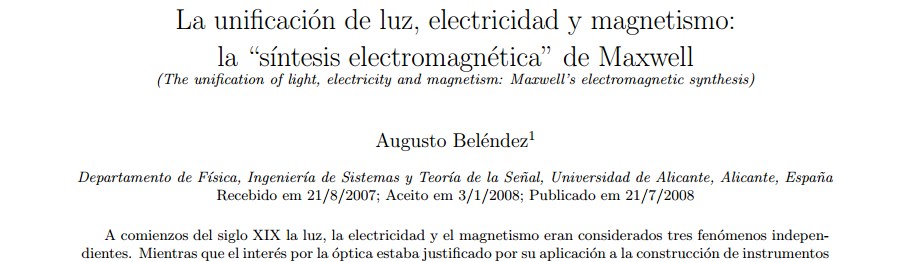 La unificación de luz, electricidad y magnetismo:
la “síntesis electromagnética” de Maxwell
(The unification of light, electricity and magnetism: Maxwell's electromagnetic synthesis)
Augusto Beléndez1
Departamento de Física, Ingeniería de Sistemas y Teoría de la Señal, Universidad de Alicante, Alicante, España
Recebido em 21/8/2007; Aceito em 3/1/2008; Publicado em 21/7/2008
A comienzos del siglo XIX la luz, la electricidad y el magnetismo eran considerados tres fenómenos indepen-
dientes. Mientras que el interés por la óptica estaba justificado por su aplicación a la construcción de instrumentos